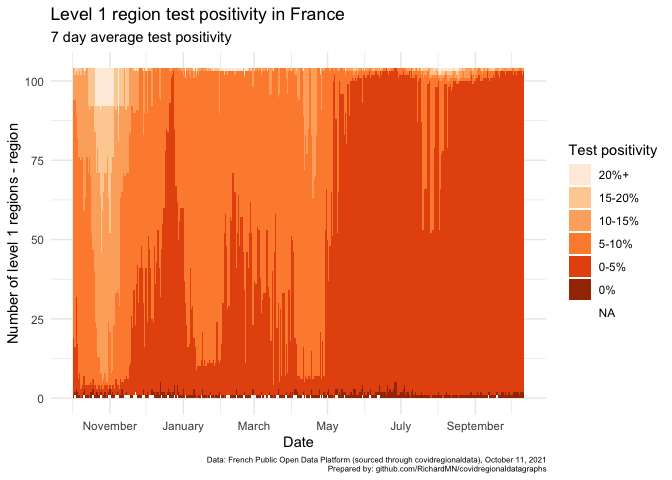 Level 1 region test positivity in France
7 day average test positivity
Number of level 1 regions - region
100
75
50
25
0
November
January
March
May
July
September
Date
Test positivity
20%+
15-20%
10-15%
5-10%
0-5%
0%
NA
Data: French Public Open Data Platform (sourced through covidregionaldata), October 11, 2021
Prepared by: github.com/RichardMN/covidregionaldatagraphs